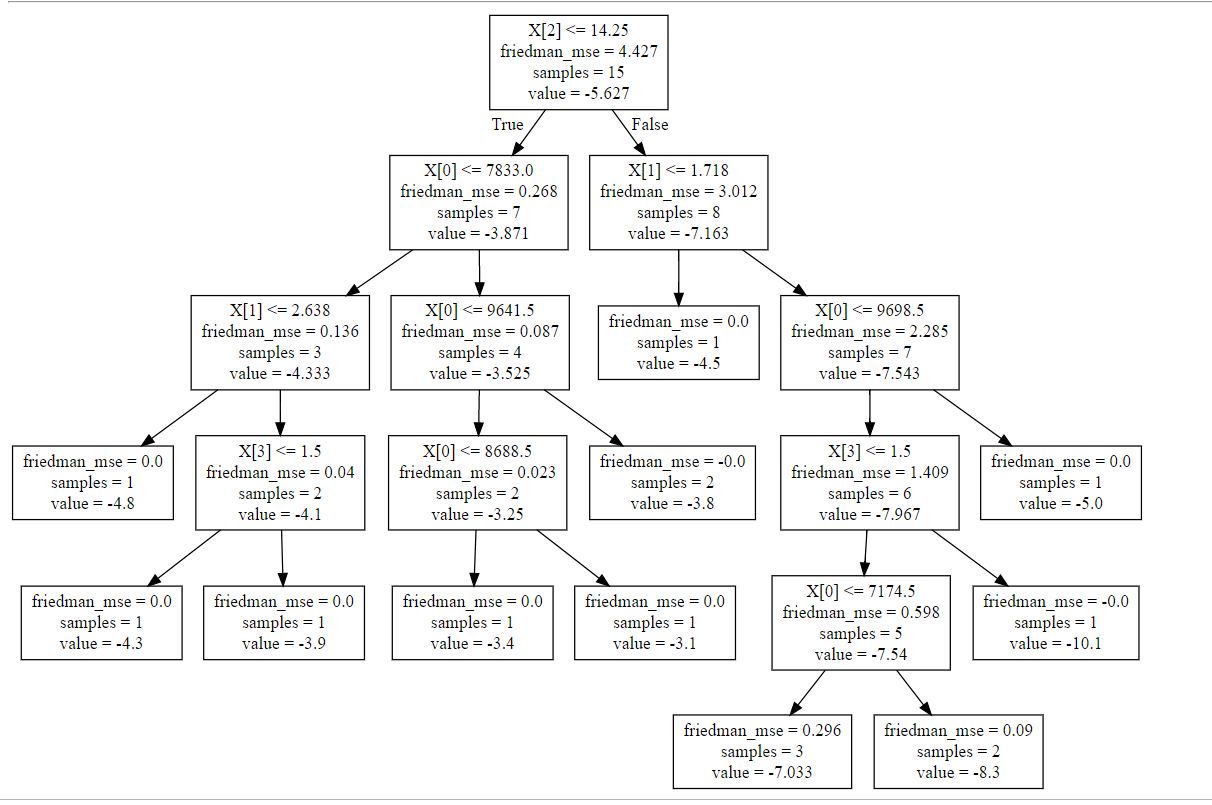 X[2] <= 14.25
friedman_mse = 4.427
samples = 15
value = -5.627
True
False
X[0] <= 7833.0
friedman_mse = 0.268
samples = 7
value = -3.871
X[1] <= 1.718
friedman_mse = 3.012
samples = 8
value = -7.163
X[1] <= 2.638
friedman_mse = 0.136
samples = 3
value = -4.333
X[0] <= 9641.5
friedman_mse = 0.087
samples = 4
value = -3.525
friedman_mse = 0.0
samples = 1
value = -4.5
X[0] <= 9698.5
friedman_mse = 2.285
samples = 7
value = -7.543
friedman_mse = 0.0
samples = 1
value = -4.8
X[3] <= 1.5
friedman_mse = 0.04
samples = 2
value = -4.1
X[0] <= 8688.5
friedman_mse = 0.023
samples = 2
value = -3.25
friedman_mse = -0.0
samples = 2
value = -3.8
X[3] <= 1.5
friedman_mse = 1.409
samples = 6
value = -7.967
friedman_mse = 0.0
samples = 1
value = -5.0
friedman_mse = 0.0
samples = 1
value = -4.3
friedman_mse = 0.0
samples = 1
value = -3.9
friedman_mse = 0.0
samples = 1
value = -3.4
friedman_mse = 0.0
samples = 1
value = -3.1
X[0] <= 7174.5
friedman_mse = 0.598
samples = 5
value = -7.54
friedman_mse = -0.0
samples = 1
value = -10.1
friedman_mse = 0.296
samples = 3
value = -7.033
friedman_mse = 0.09
samples = 2
value = -8.3